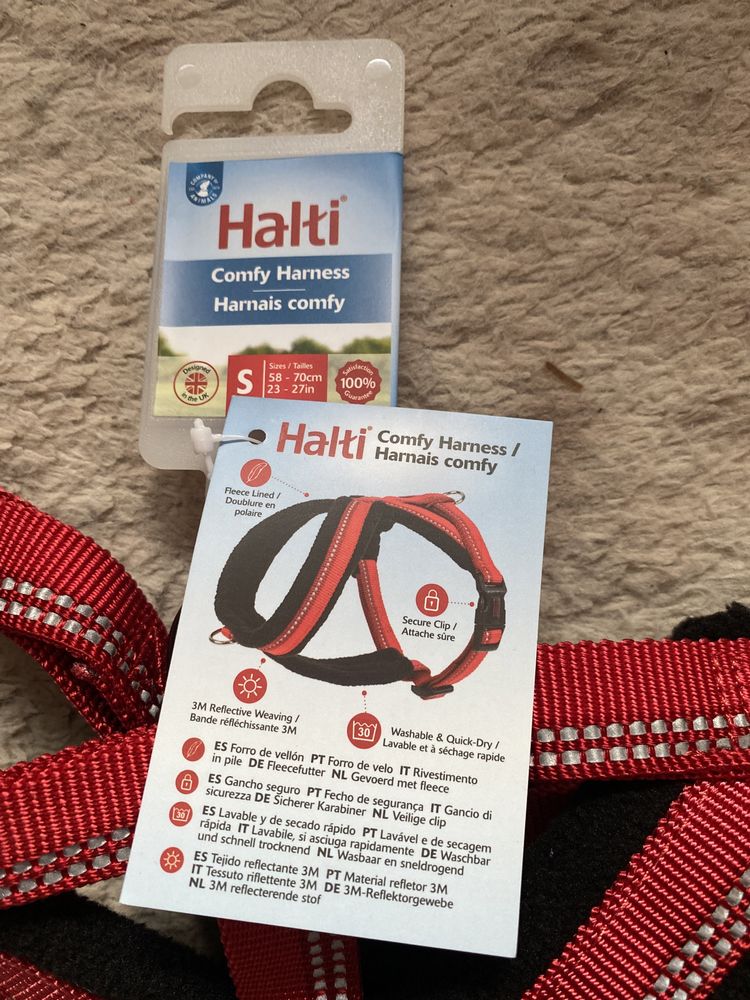 COMPANY OF
ANIMALS
Halti®
Comfy Harness
Harnais comfy
Designed
in the UK
S
Sizes / Tailles
58 - 70cm
23 - 27in
Satisfaction
100%
Guarantee
Halti® Comfy Harness /
Harnais comfy
Fleece Lined /
Doublure en
polaire
Secure Clip /
Attache sûre
3M Reflective Weaving /
Bande réfléchissante 3M
30
Washable & Quick-Dry /
Lavable et à séchage rapide
ES Forro de vellón PT Forro de velo IT Rivestimento
in pile DE Fleecefutter NL Gevoerd met fleece
ES Gancho seguro PT Fecho de segurança IT Gancio di
sicurezza DE Sicherer Karabiner NL Veilige clip
30
ES Lavable y de secado rápido PT Lavável e de secagem
rápida IT Lavabile, si asciuga rapidamente DE Waschbar
und schnell trocknend NL Wasbaar en sneldrogend
ES Tejido reflectante 3M PT Material refletor 3M
IT Tessuto riflettente 3M DE 3M-Reflektorgewebe
NL 3M reflecterende stof